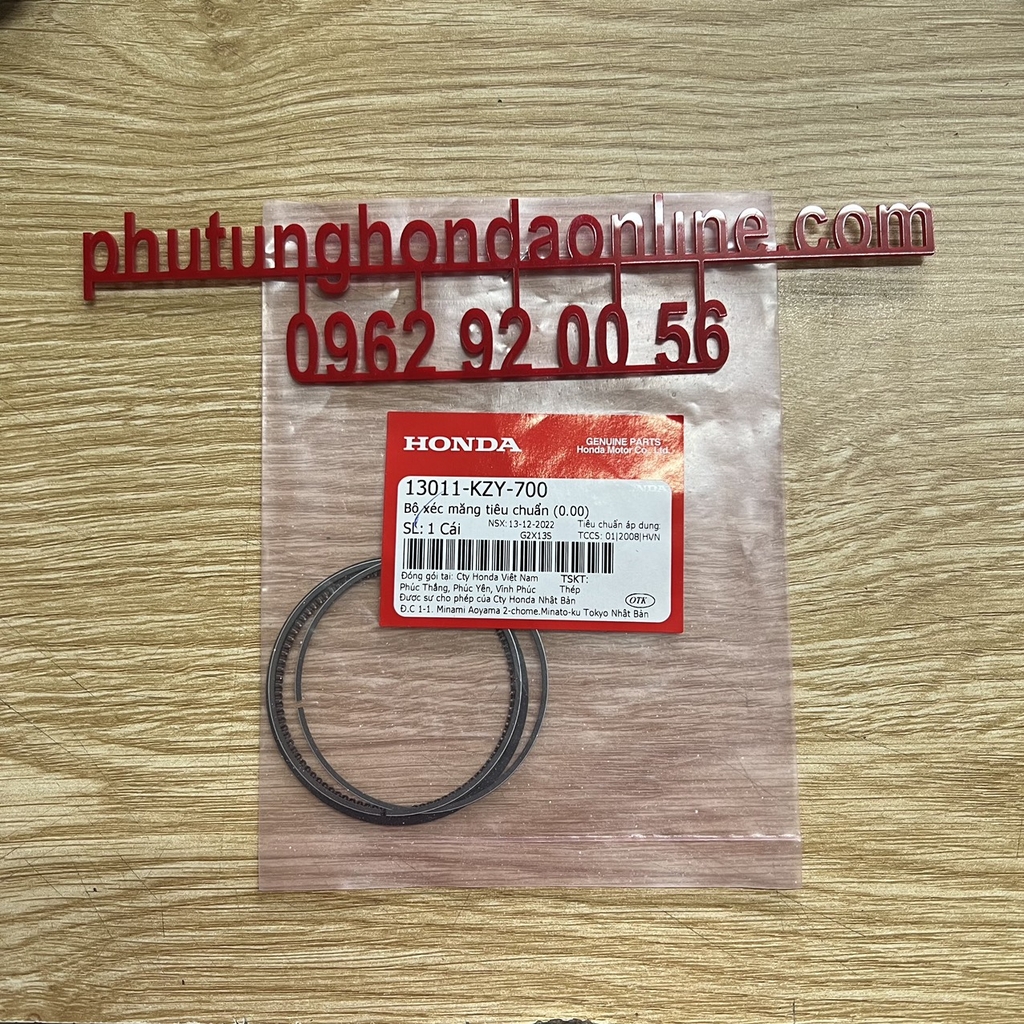 phutunghondaonline.com
0962 92 00 56
HONDA
GENUINE PARTS
Honda Motor Co., Ltd.
13011-KZY-700
Bộ xéc măng tiêu chuẩn (0.00)
SL: 1 Cái
NSX: 13-12-2022
G2X13S
Tiêu chuẩn áp dụng:
TCCS: 01|2008|HVN
Đóng gói tại: Cty Honda Việt Nam
Phúc Thắng, Phúc Yên, Vĩnh Phúc
TSKT:
Thép
Được sự cho phép của Cty Honda Nhật Bản
Đ.C 1-1. Minami Aoyama 2-chome.Minato-ku Tokyo Nhật Bản
OTK